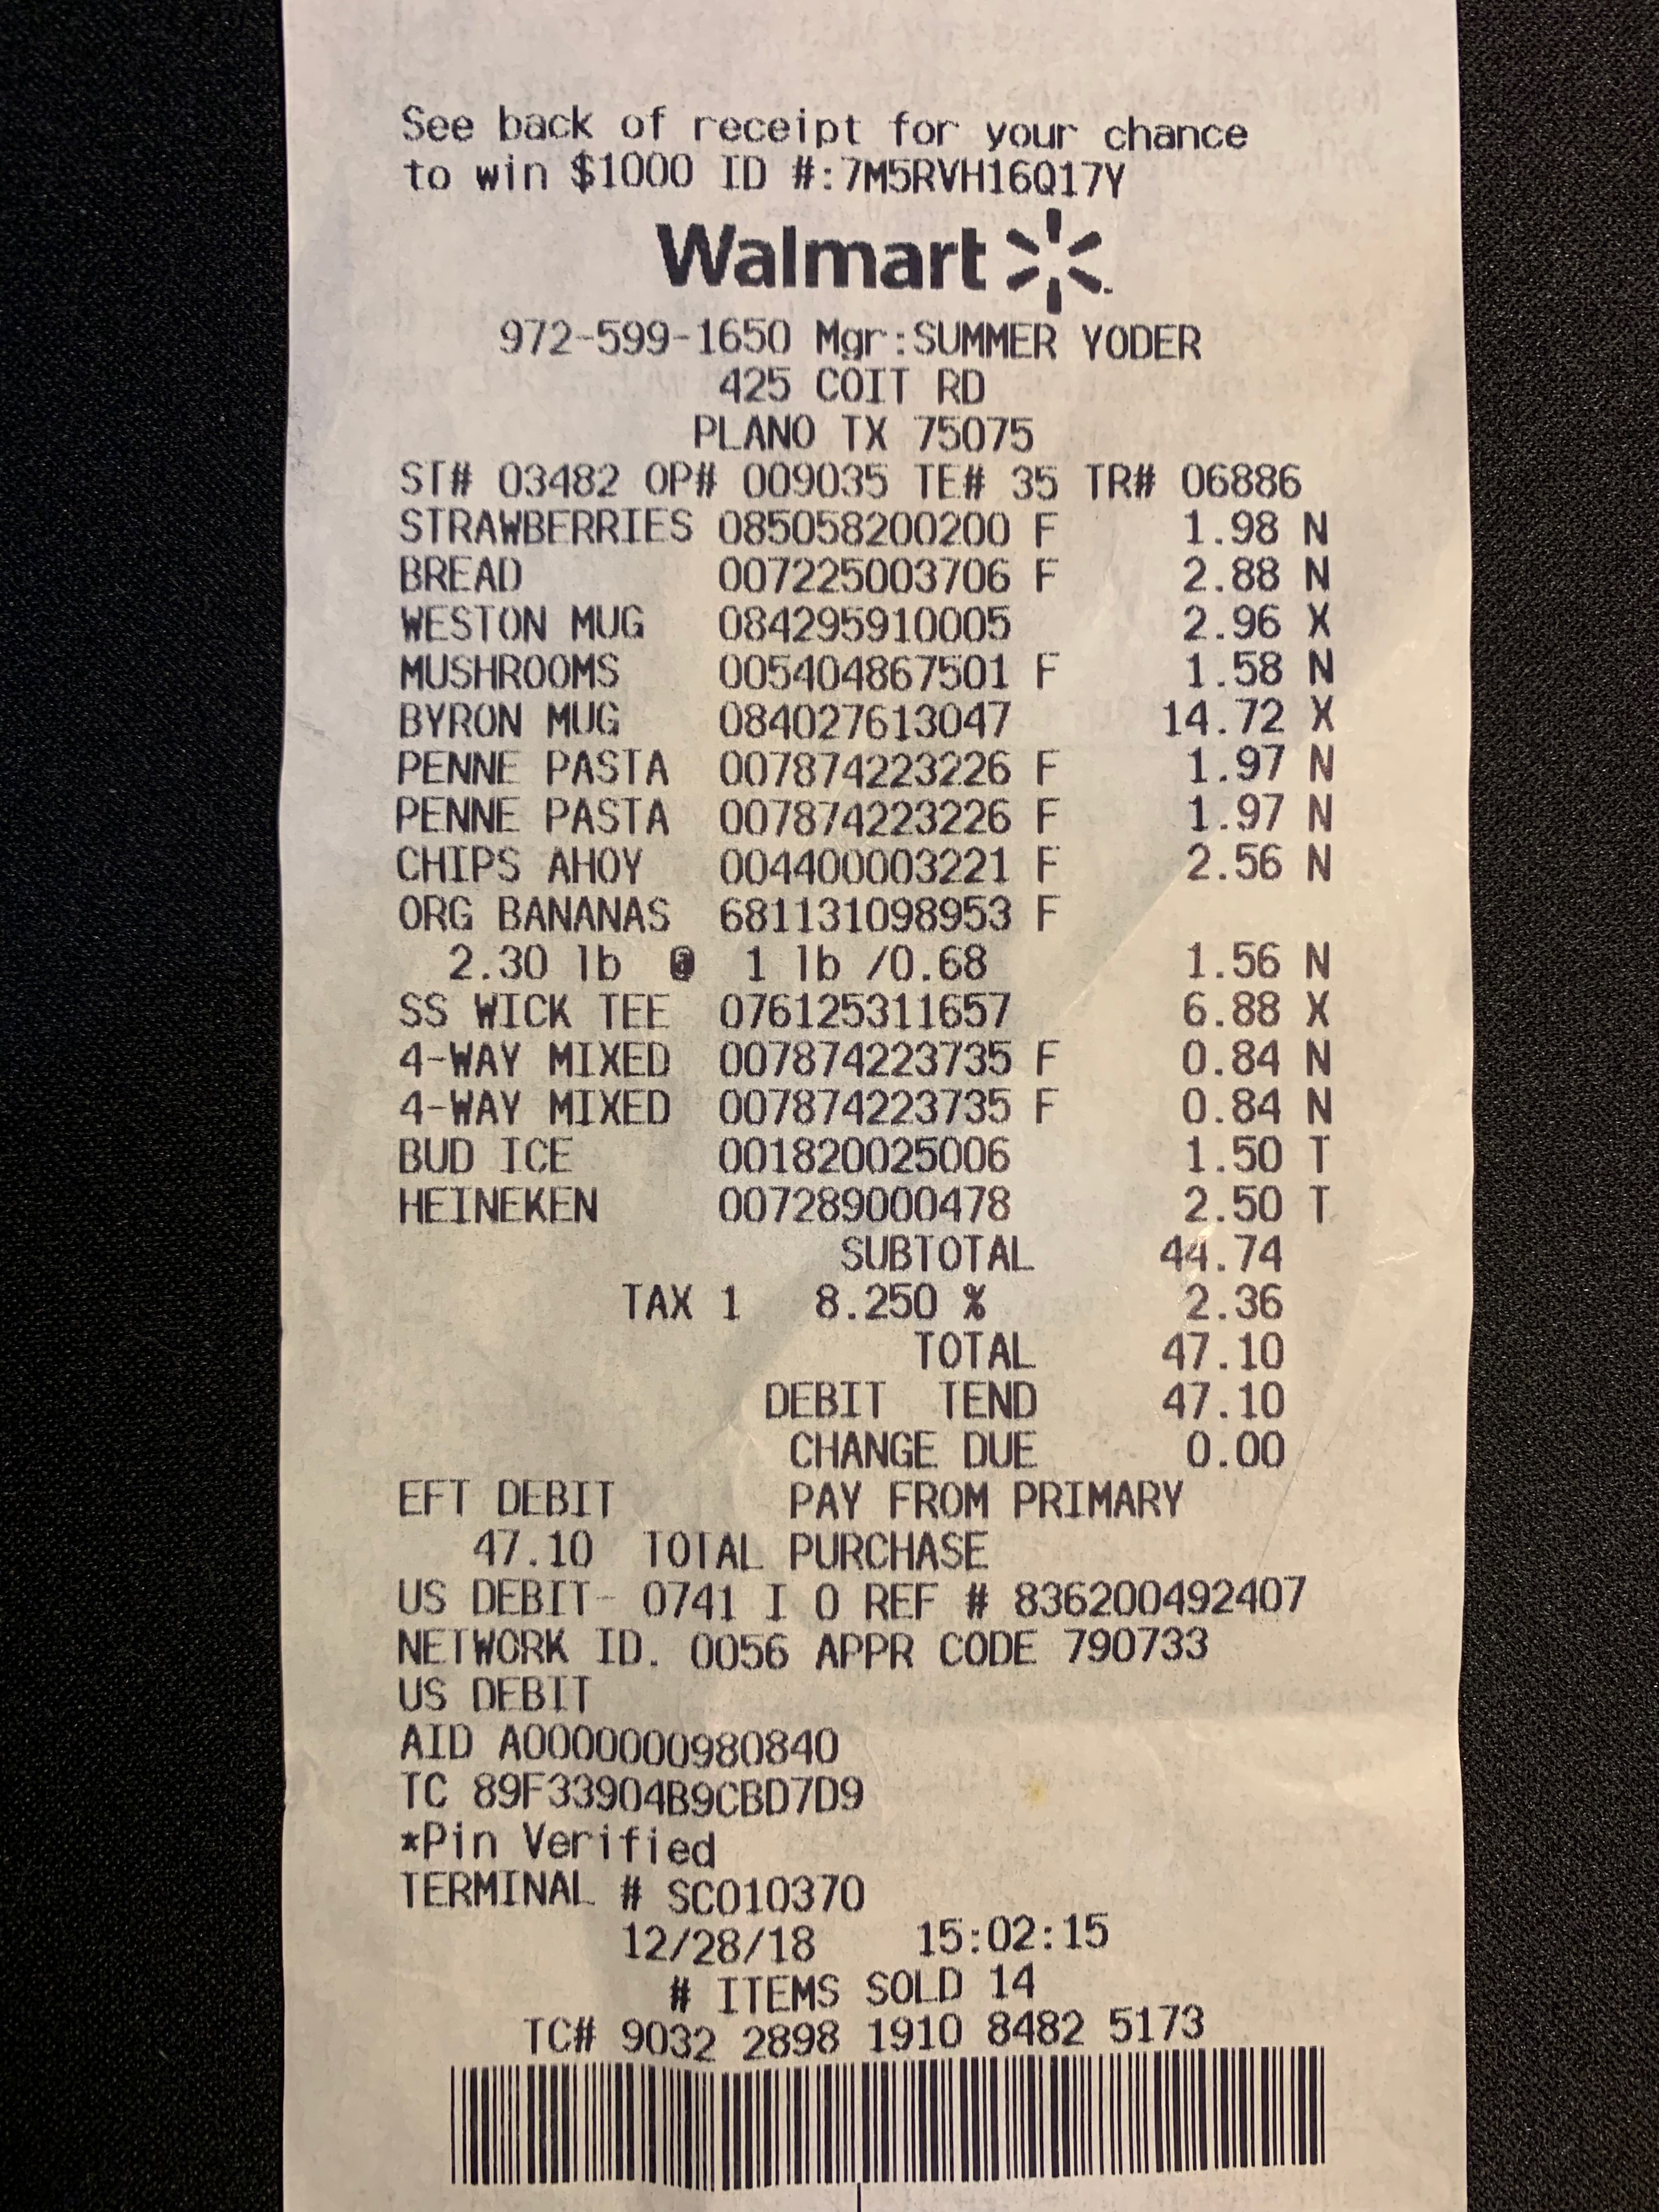 See back of receipt for your chance
to win $1000 ID #:7M5RVH16Q17Y
Walmart
972-599-1650 Mgr:SUMMER YODER
425 COIT RD
PLANO TX 75075
ST# 03482 OP# 009035 TE# 35 TR# 06886
STRAWBERRIES 085058200200 F 1.98 N
BREAD 007225003706 F 2.88 N
WESTON MUG 084295910005 2.96 X
MUSHROOMS 005404867501 F 1.58 N
BYRON MUG 084027613047 14.72 X
PENNE PASTA 007874223226 F 1.97 N
PENNE PASTA 007874223226 F 1.97 N
CHIPS AHOY 004400003221 F 2.56 N
ORG BANANAS 681131098953 F
2.30 lb @ 1 lb /0.68 1.56 N
SS WICK TEE 076125311657 6.88 X
4-WAY MIXED 007874223735 F 0.84 N
4-WAY MIXED 007874223735 F 0.84 N
BUD ICE 001820025006 1.50 T
HEINEKEN 007289000478 2.50 T
SUBTOTAL 44.74
TAX 1 8.250 % 2.36
TOTAL 47.10
DEBIT TEND 47.10
CHANGE DUE 0.00
EFT DEBIT PAY FROM PRIMARY
47.10 TOTAL PURCHASE
US DEBIT- 0741 I 0 REF # 836200492407
NETWORK ID. 0056 APPR CODE 790733
US DEBIT
AID A0000000980840
TC 89F33904B9CBD7D9
*Pin Verified
TERMINAL # SC010370
12/28/18 15:02:15
# ITEMS SOLD 14
TC# 9032 2898 1910 8482 5173